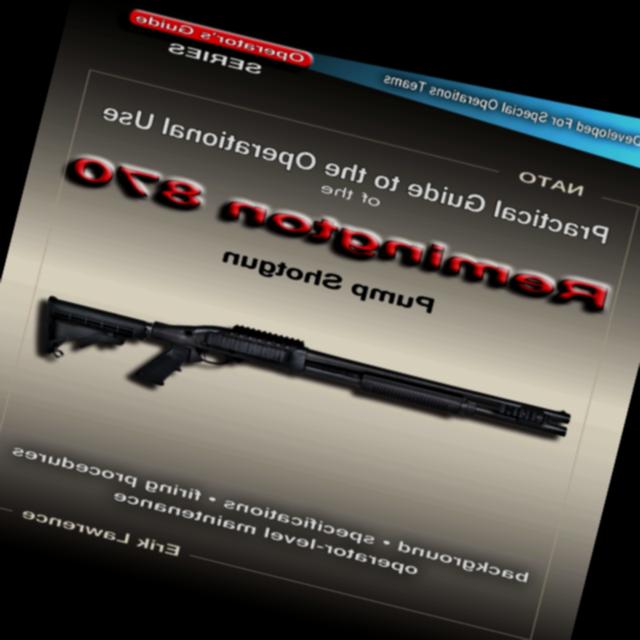 Operator's Guide
SERIES
Developed For Special Operations Teams
NATO
Practical Guide to the Operational Use
of the
Remington 870
Pump Shotgun
background • specifications • firing procedures
operator-level maintenance
Erik Lawrence